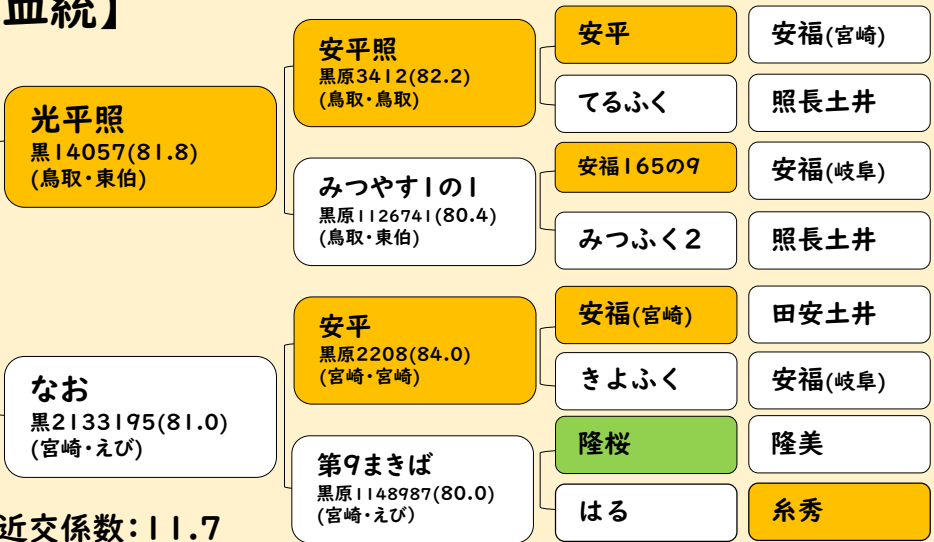 血統】
光平照
黒14057(81.8)
(鳥取・東伯)
なお
黒2133195(81.0)
(宮崎・えび)
近交係数:11.7
安平照
黒原3412(82.2)
(鳥取・鳥取)
みつやす1の1
黒原1126741(80.4)
(鳥取・東伯)
安平
黒原2208(84.0)
(宮崎・宮崎)
第9まきば
黒原1148987(80.0)
(宮崎・えび)
安平
てるふく
安福165の9
みつふく2
安福(宮崎)
きよふく
隆桜
はる
安福(宮崎)
照長土井
安福(岐阜)
照長土井
田安土井
安福(岐阜)
隆美
糸秀